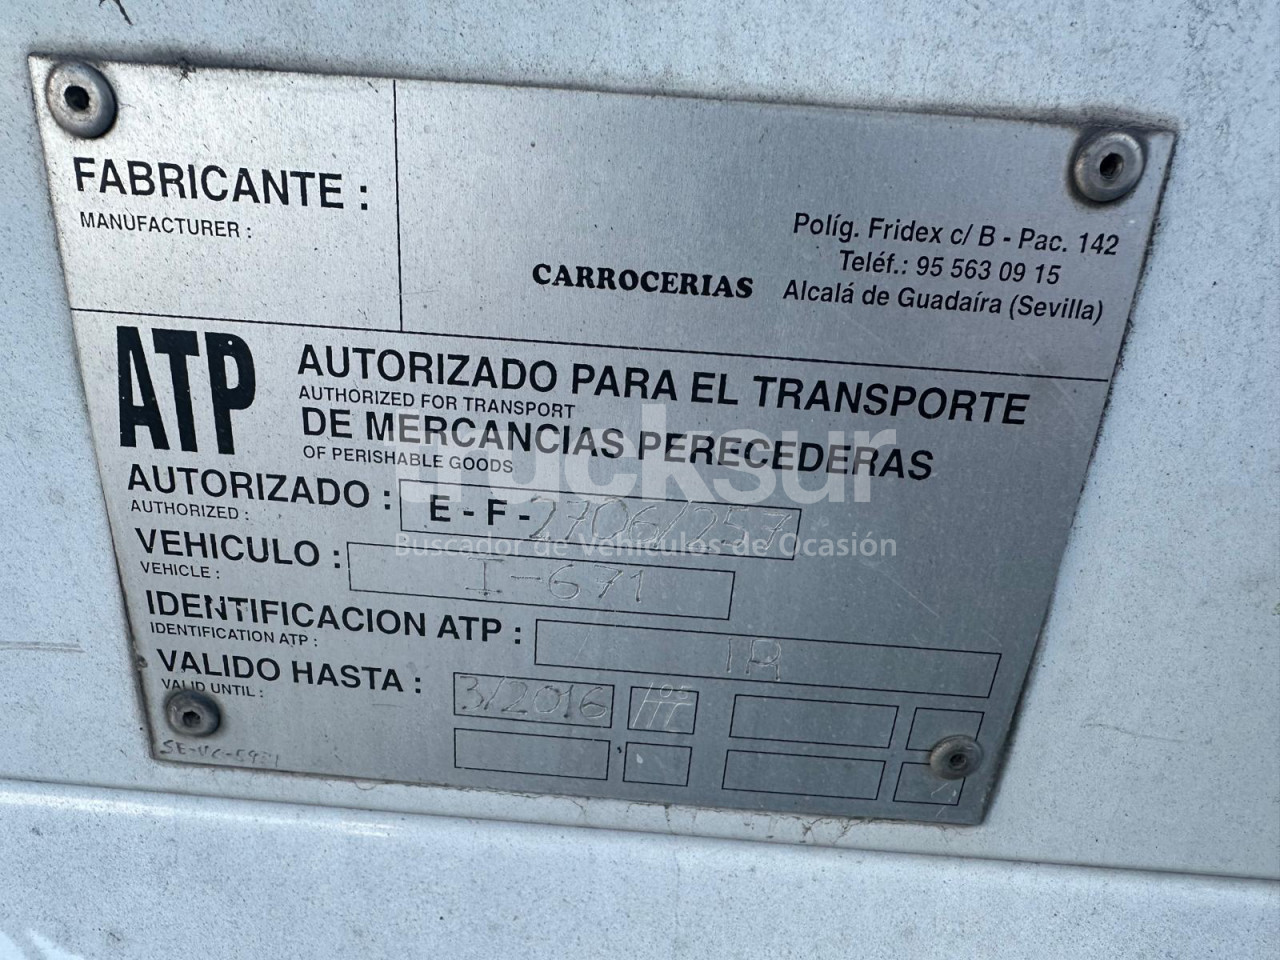 FABRICANTE :
MANUFACTURER :
CARROCERIAS
Políg. Fridex c/ B - Pac. 142
Teléf.: 95 563 09 15
Alcalá de Guadaíra (Sevilla)
ATP
AUTORIZADO PARA EL TRANSPORTE
AUTHORIZED FOR TRANSPORT
DE MERCANCIAS PERECEDERAS
OF PERISHABLE GOODS
trucksur
Buscador de Vehículos de Ocasión
AUTORIZADO : E - F - 2706/257
AUTHORIZED :
VEHICULO : I-671
VEHICLE :
IDENTIFICACION ATP : IR
IDENTIFICATION ATP :
VALIDO HASTA : 3/2016
VALID UNTIL :